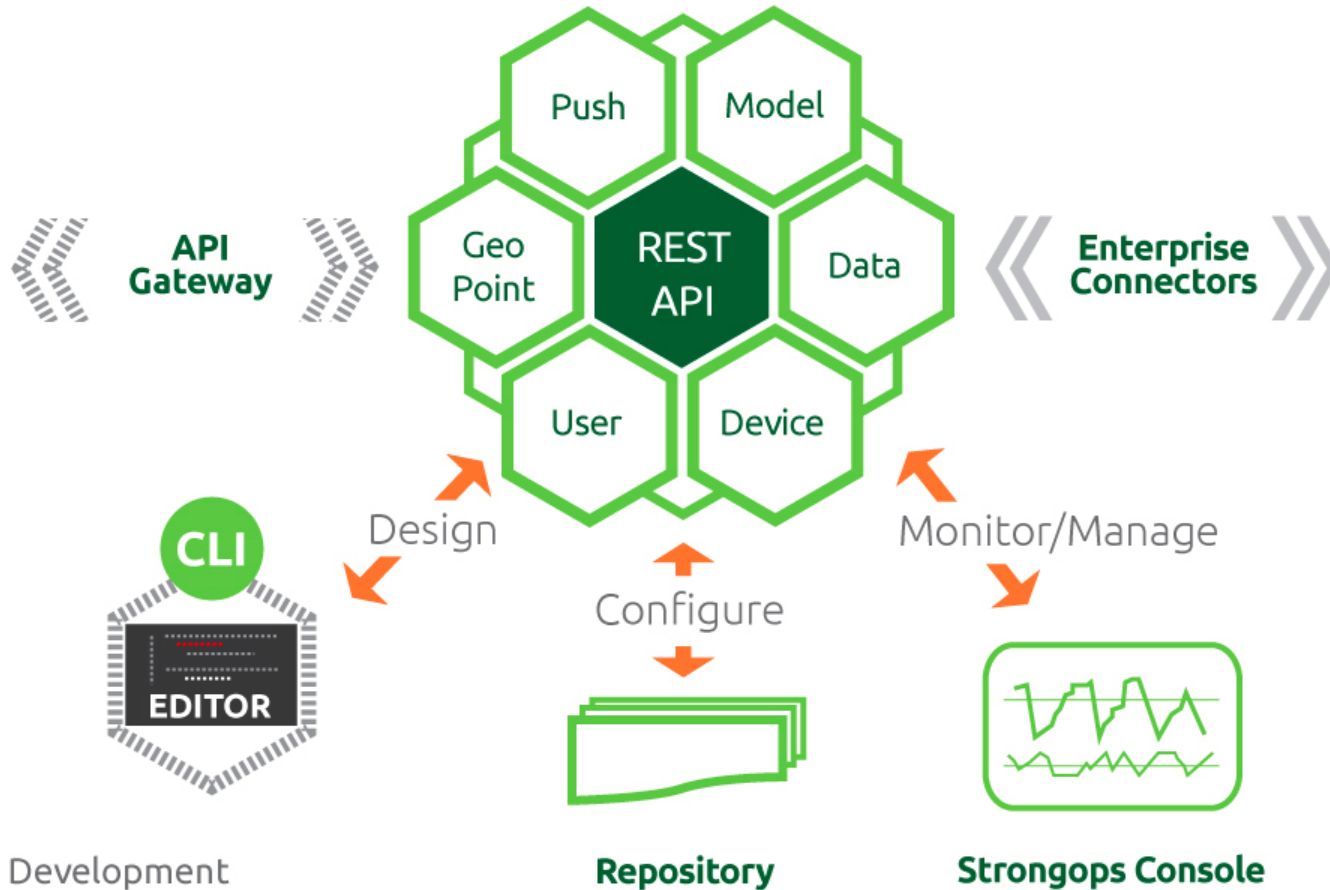 Push
Model
API
Gateway
Geo
Point
REST
API
Data
Enterprise
Connectors
User
Device
Design
Monitor/Manage
CLI
Configure
EDITOR
Development
Repository
Strongops Console